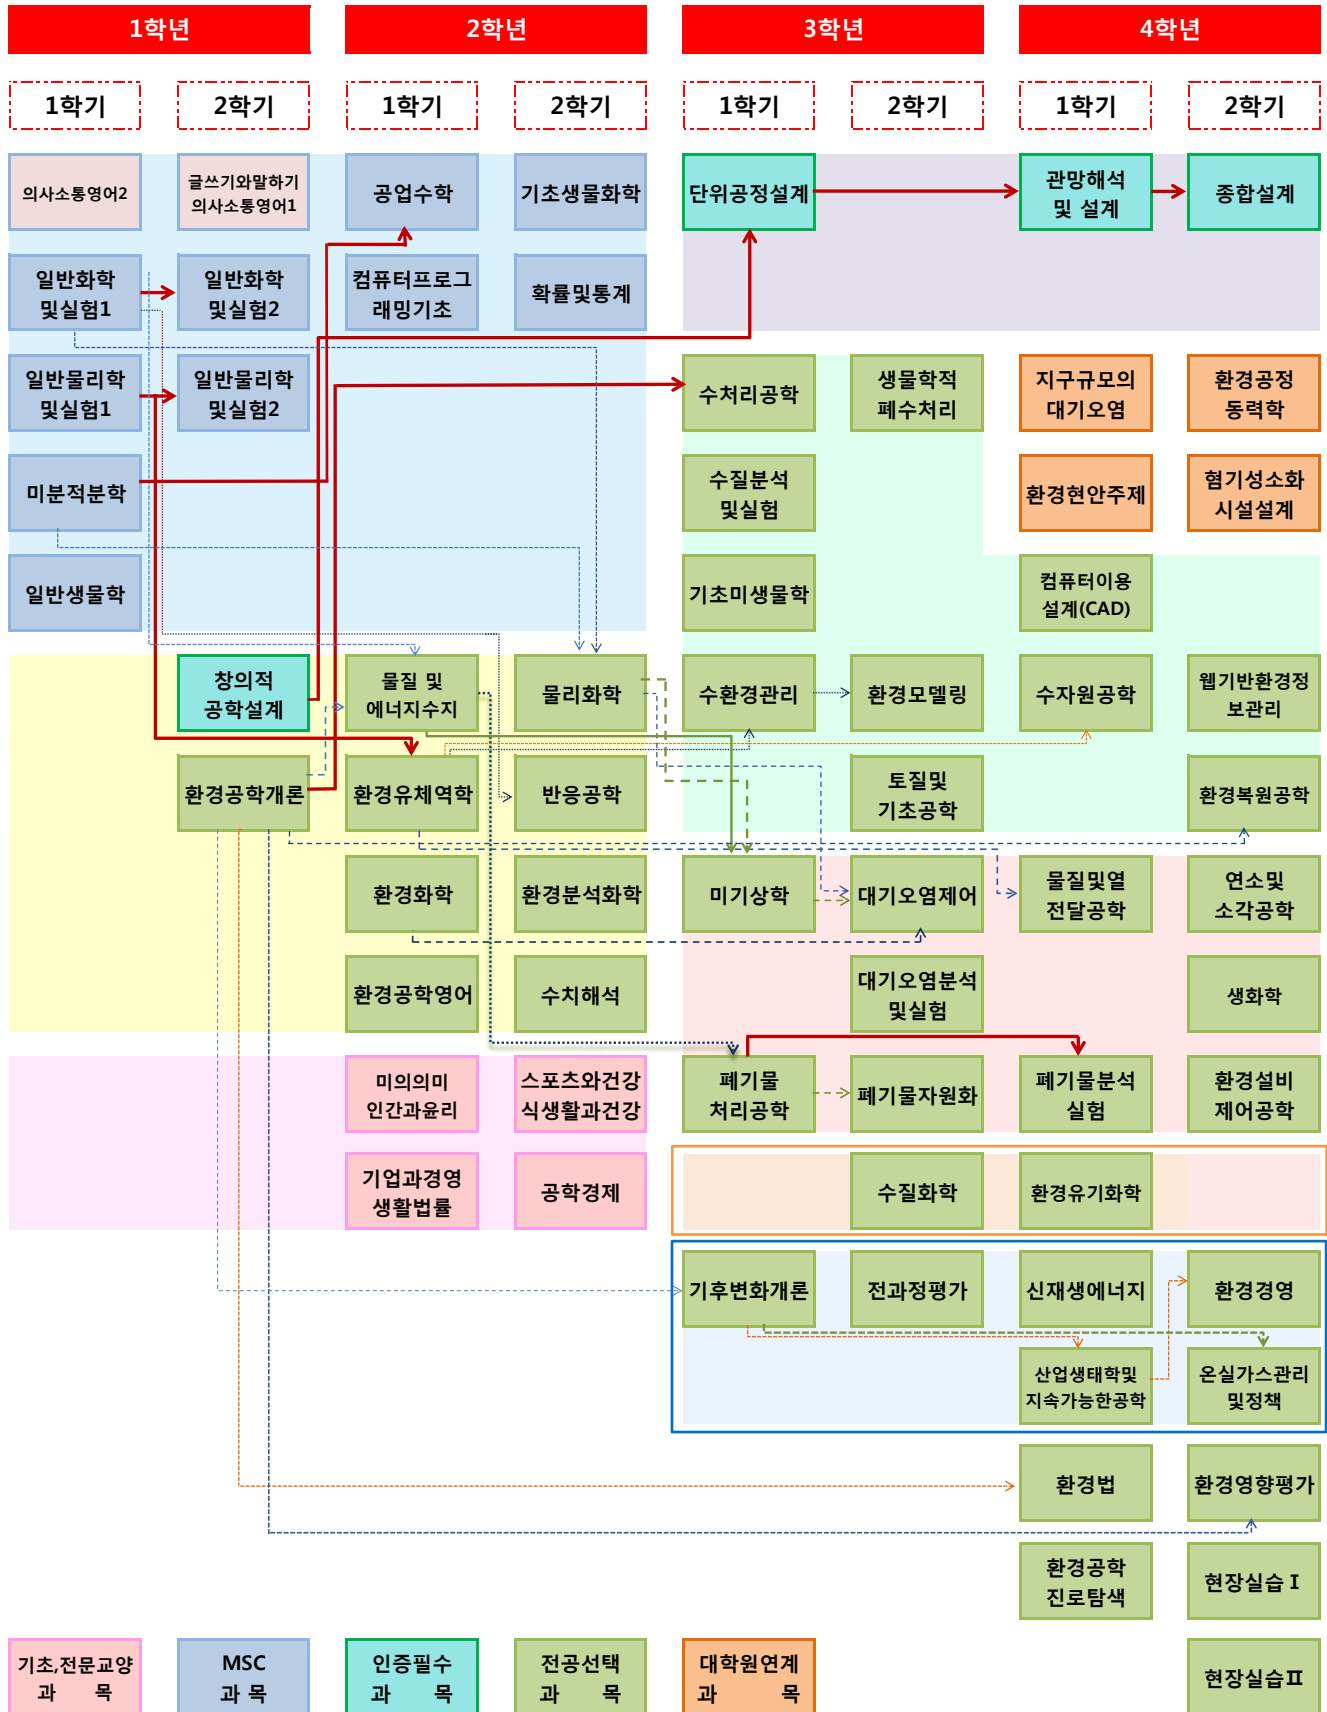 1학년
2학년
3학년
4학년
1학기
2학기
1학기
2학기
1학기
2학기
1학기
2학기
의사소통영어2
글쓰기와말하기
의사소통영어1
공업수학
기초생물화학
단위공정설계
관망해석
및 설계
종합설계
일반화학
및실험1
일반화학
및실험2
컴퓨터프로그
래밍기초
확률및통계
일반물리학
및실험1
일반물리학
및실험2
수처리공학
생물학적
폐수처리
지구규모의
대기오염
환경공정
동력학
미분적분학
수질분석
및실험
환경현안주제
혐기성소화
시설설계
일반생물학
기초미생물학
컴퓨터이용
설계(CAD)
창의적
공학설계
물질 및
에너지수지
물리화학
수환경관리
환경모델링
수자원공학
웹기반환경정
보관리
환경공학개론
환경유체역학
반응공학
토질및
기초공학
환경복원공학
환경화학
환경분석화학
미기상학
대기오염제어
물질및열
전달공학
연소및
소각공학
환경공학영어
수치해석
대기오염분석
및실험
생화학
미의의미
인간과윤리
스포츠와건강
식생활과건강
폐기물
처리공학
폐기물자원화
폐기물분석
실험
환경설비
제어공학
기업과경영
생활법률
공학경제
수질화학
환경유기화학
기후변화개론
전과정평가
신재생에너지
환경경영
산업생태학및
지속가능한공학
온실가스관리
및정책
환경법
환경영향평가
환경공학
진로탐색
현장실습 I
기초,전문교양
과 목
MSC
과 목
인증필수
과 목
전공선택
과 목
대학원연계
과 목
현장실습Ⅱ